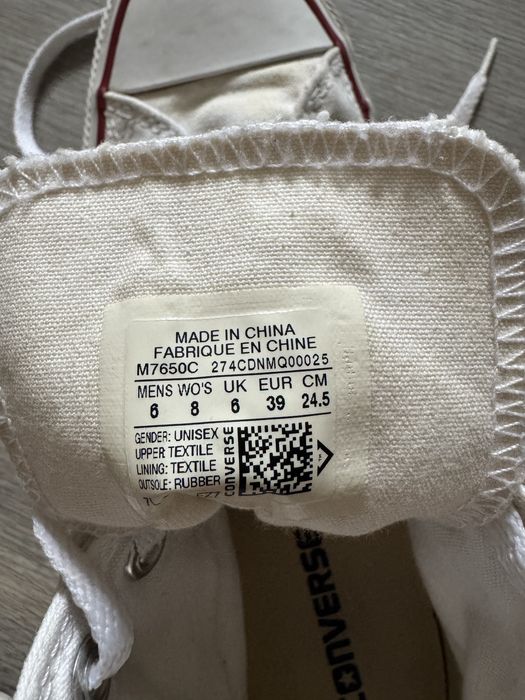 MADE IN CHINA
FABRIQUE EN CHINE
M7650C 274CDNMQ00025
MENS WO'S UK EUR CM
6 8 6 39 24.5
GENDER: UNISEX
UPPER: TEXTILE
LINING: TEXTILE
OUTSOLE: RUBBER
CONVERSE
CONVERSE